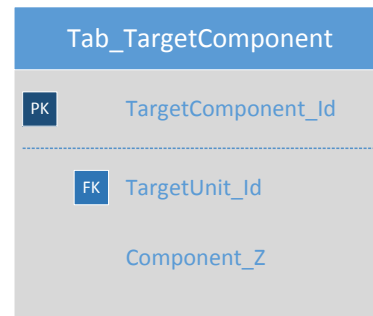 Tab_TargetComponent
PK TargetComponent_Id
FK TargetUnit_Id
Component_Z